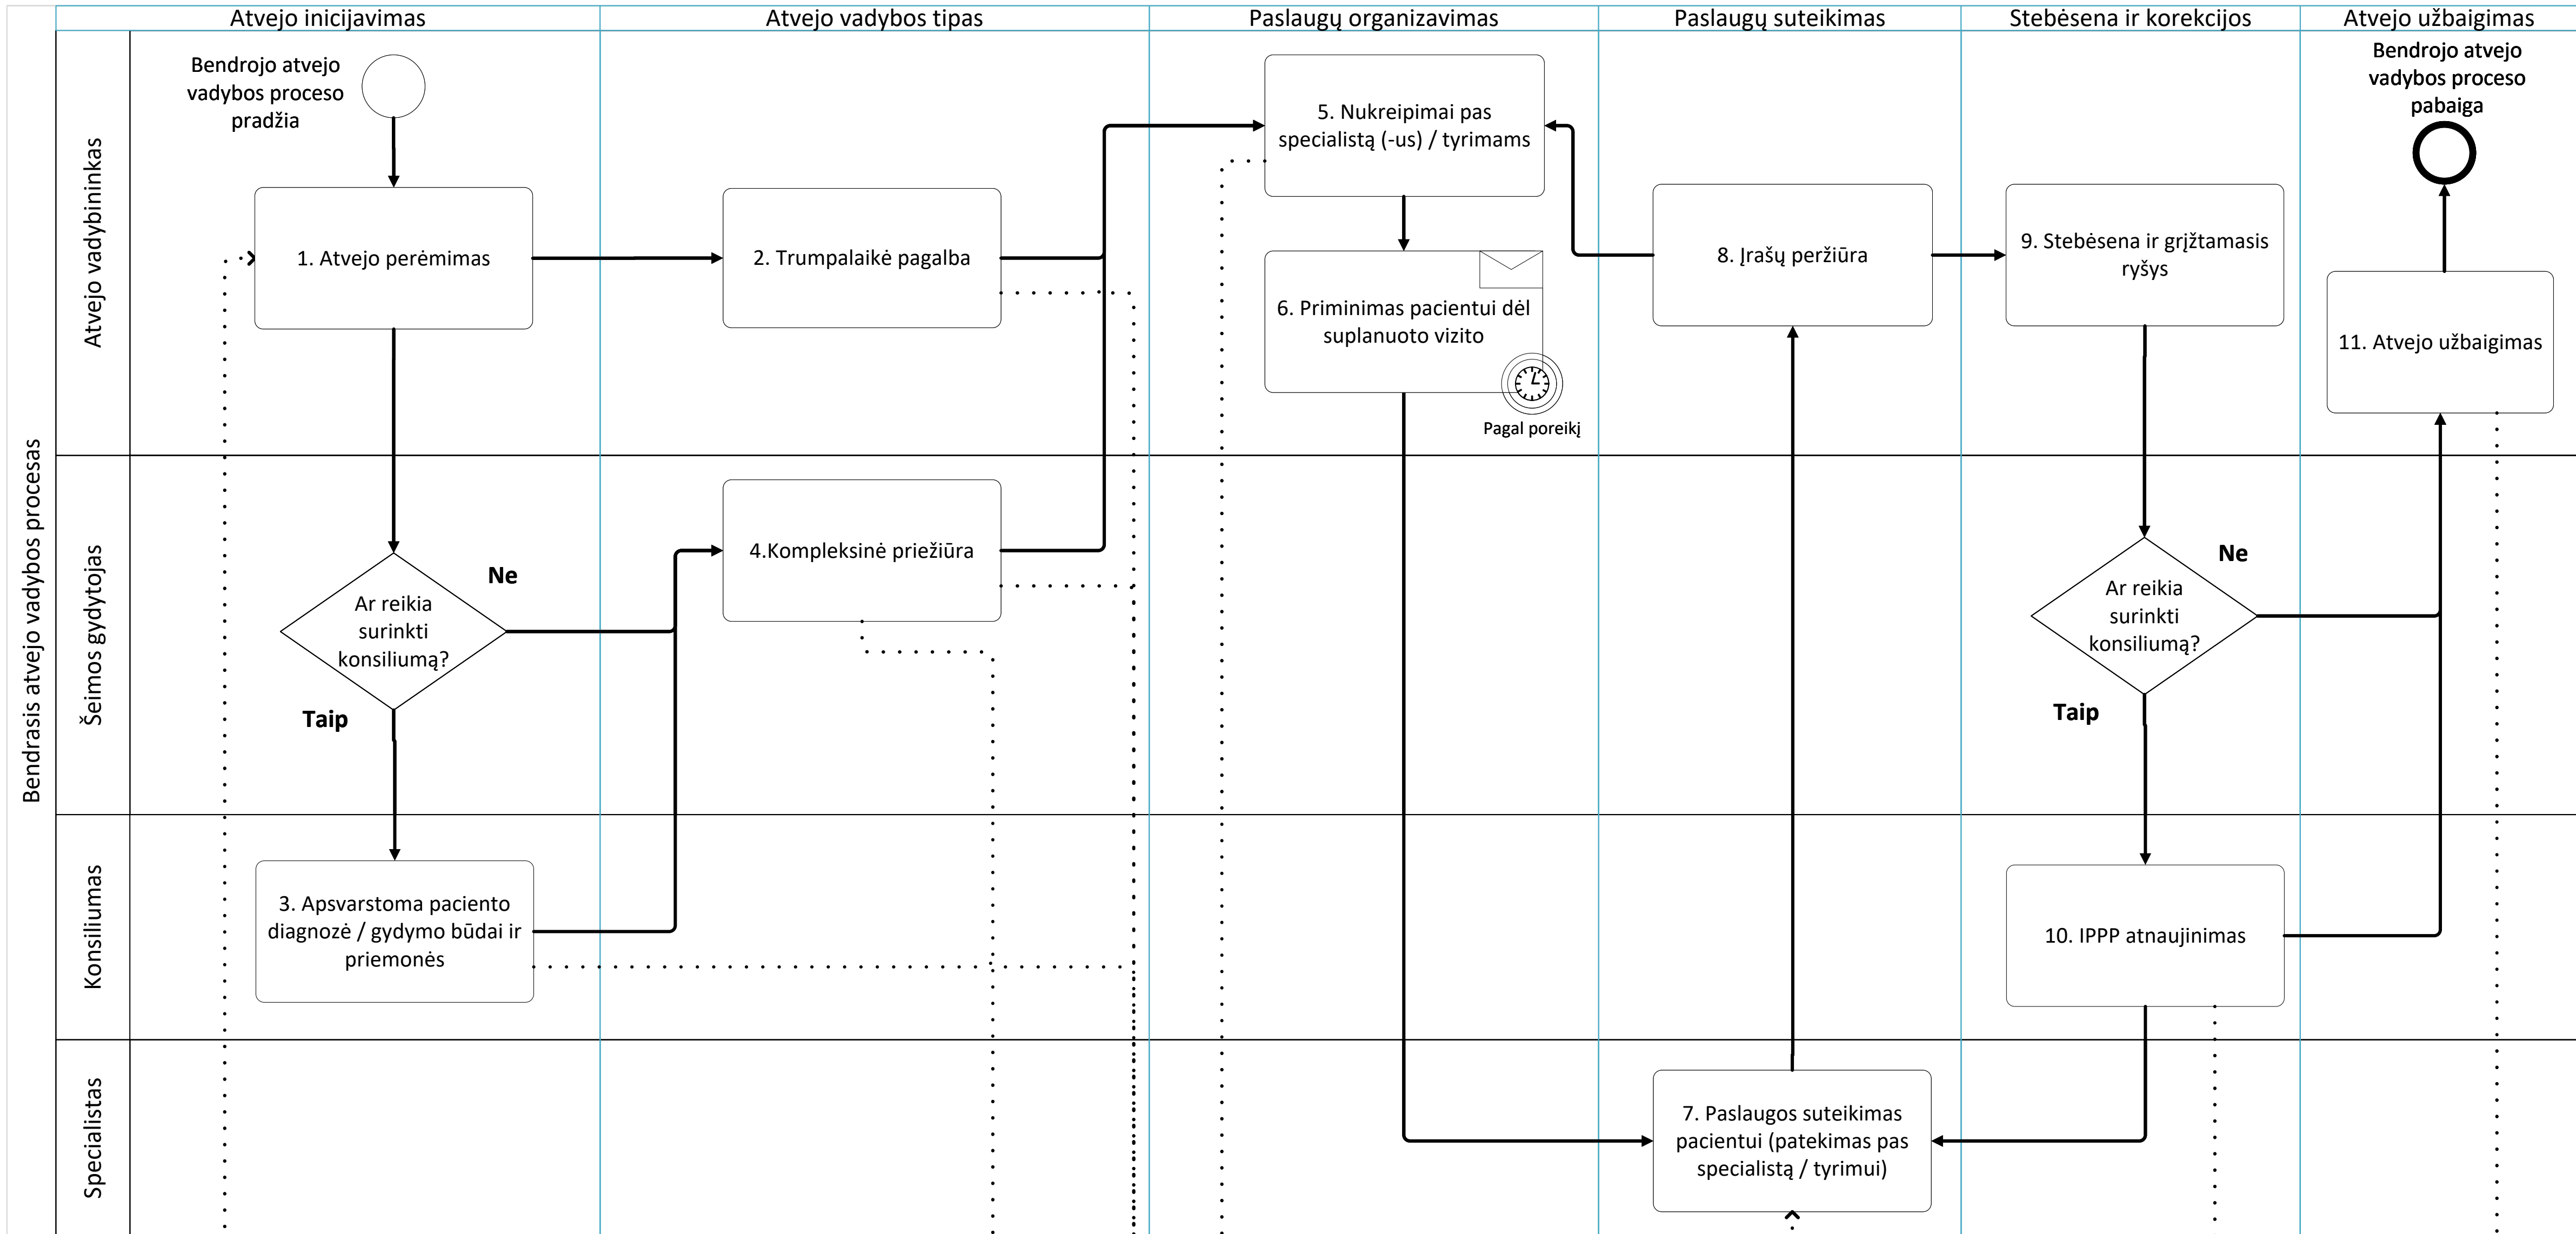 Atvejo inicijavimas
Atvejo vadybos tipas
Paslaugų organizavimas
Paslaugų suteikimas
Stebėsena ir korekcijos
Atvejo užbaigimas
Bendrasis atvejo vadybos procesas
Atvejo vadybininkas
Bendrojo atvejo
vadybos proceso
pradžia
1. Atvejo perėmimas
2. Trumpalaikė pagalba
5. Nukreipimai pas
specialistą (-us) / tyrimams
6. Priminimas pacientui dėl
suplanuoto vizito
Pagal poreikį
8. Įrašų peržiūra
9. Stebėsena ir grįžtamasis
ryšys
Bendrojo atvejo
vadybos proceso
pabaiga
11. Atvejo užbaigimas
Šeimos gydytojas
Ar reikia
surinkti
konsiliumą?
Ne
Taip
4.Kompleksinė priežiūra
Ar reikia
surinkti
konsiliumą?
Ne
Taip
Konsiliumas
3. Apsvarstoma paciento
diagnozė / gydymo būdai ir
priemonės
10. IPPP atnaujinimas
Specialistas
7. Paslaugos suteikimas
pacientui (patekimas pas
specialistą / tyrimui)